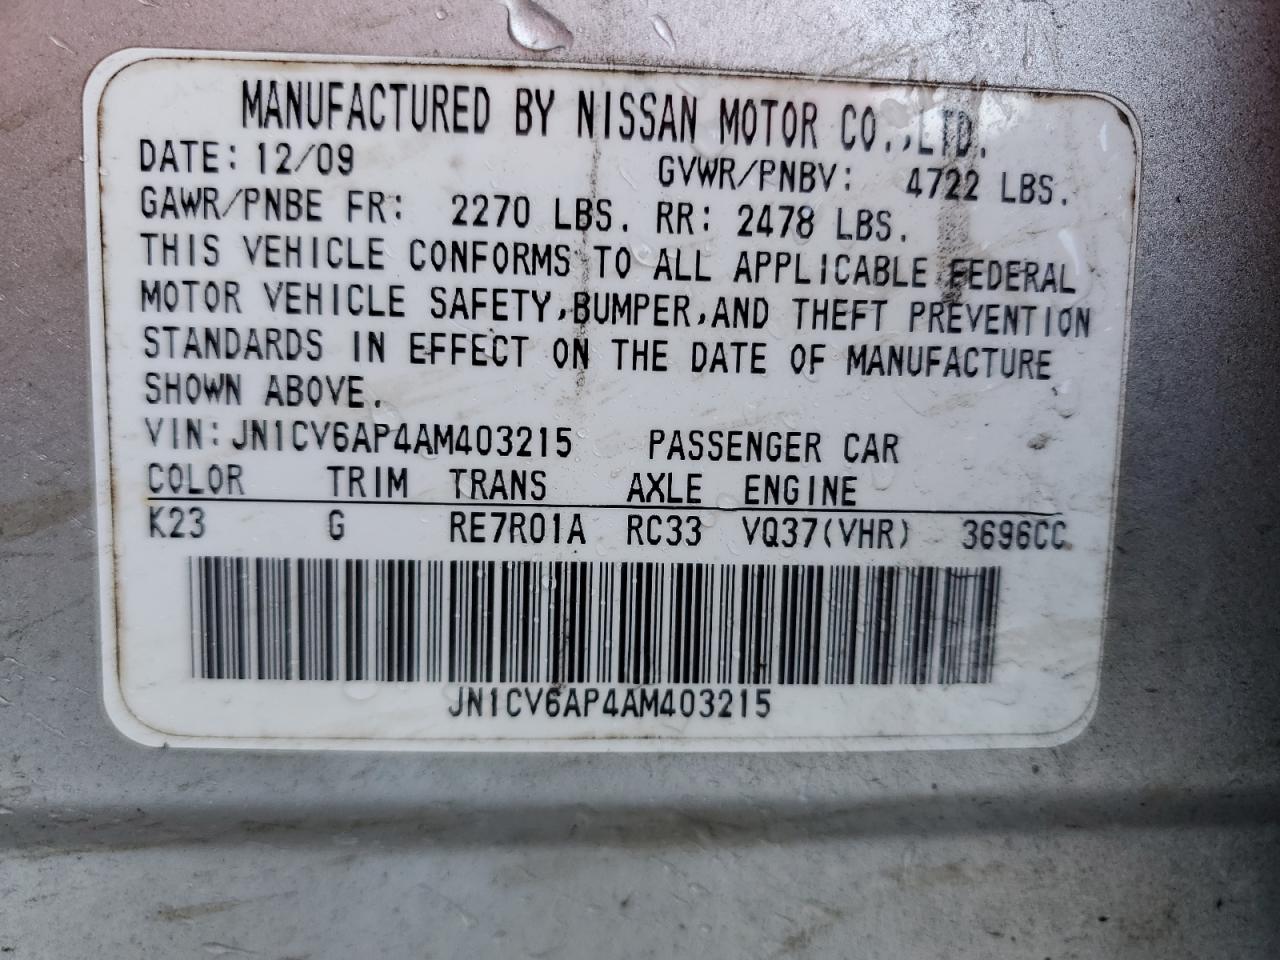 MANUFACTURED BY NISSAN MOTOR CO.,LTD.
DATE: 12/09 GVWR/PNBV: 4722 LBS.
GAWR/PNBE FR: 2270 LBS. RR: 2478 LBS.
THIS VEHICLE CONFORMS TO ALL APPLICABLE FEDERAL
MOTOR VEHICLE SAFETY,BUMPER,AND THEFT PREVENTION
STANDARDS IN EFFECT ON THE DATE OF MANUFACTURE
SHOWN ABOVE.
VIN: JN1CV6AP4AM403215 PASSENGER CAR
COLOR TRIM TRANS AXLE ENGINE
K23 G RE7R01A RC33 VQ37(VHR) 3696CC
JN1CV6AP4AM403215